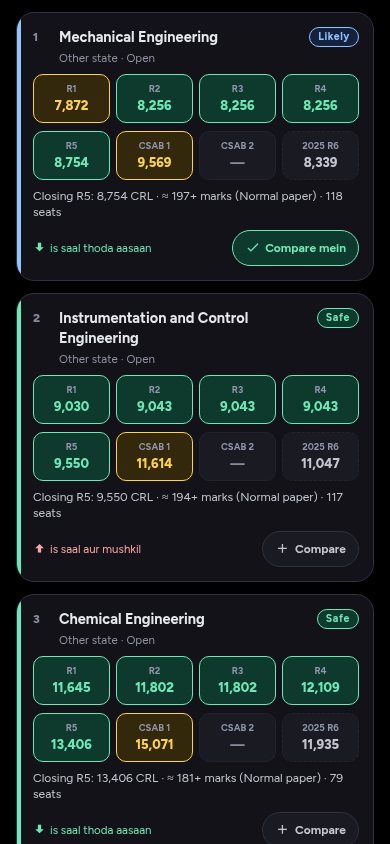 1 Mechanical Engineering Likely
Other state · Open
R1 R2 R3 R4
7,872 8,256 8,256 8,256
R5 CSAB 1 CSAB 2 2025 R6
8,754 9,569 — 8,339
Closing R5: 8,754 CRL · ≈ 197+ marks (Normal paper) · 118
seats
is saal thoda aasaan Compare mein
2 Instrumentation and Control Safe
Engineering
Other state · Open
R1 R2 R3 R4
9,030 9,043 9,043 9,043
R5 CSAB 1 CSAB 2 2025 R6
9,550 11,614 — 11,047
Closing R5: 9,550 CRL · ≈ 194+ marks (Normal paper) · 117
seats
is saal aur mushkil + Compare
3 Chemical Engineering Safe
Other state · Open
R1 R2 R3 R4
11,645 11,802 11,802 12,109
R5 CSAB 1 CSAB 2 2025 R6
13,406 15,071 — 11,935
Closing R5: 13,406 CRL · ≈ 181+ marks (Normal paper) · 79
seats
is saal thoda aasaan + Compare